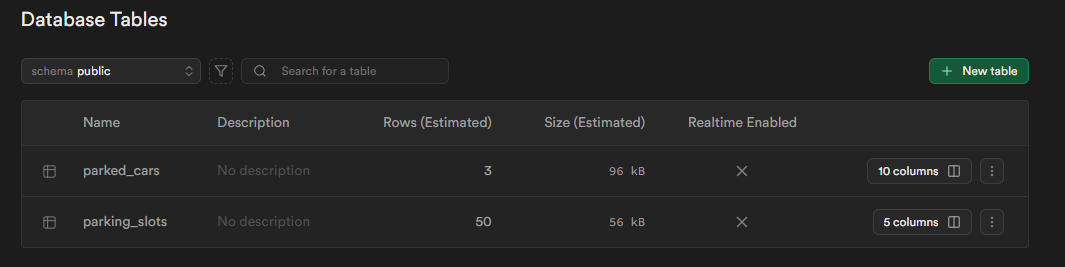 Database Tables
schema public
Search for a table
New table
Name Description Rows (Estimated) Size (Estimated) Realtime Enabled
parked_cars No description 3 96 kB 10 columns
parking_slots No description 50 56 kB 5 columns